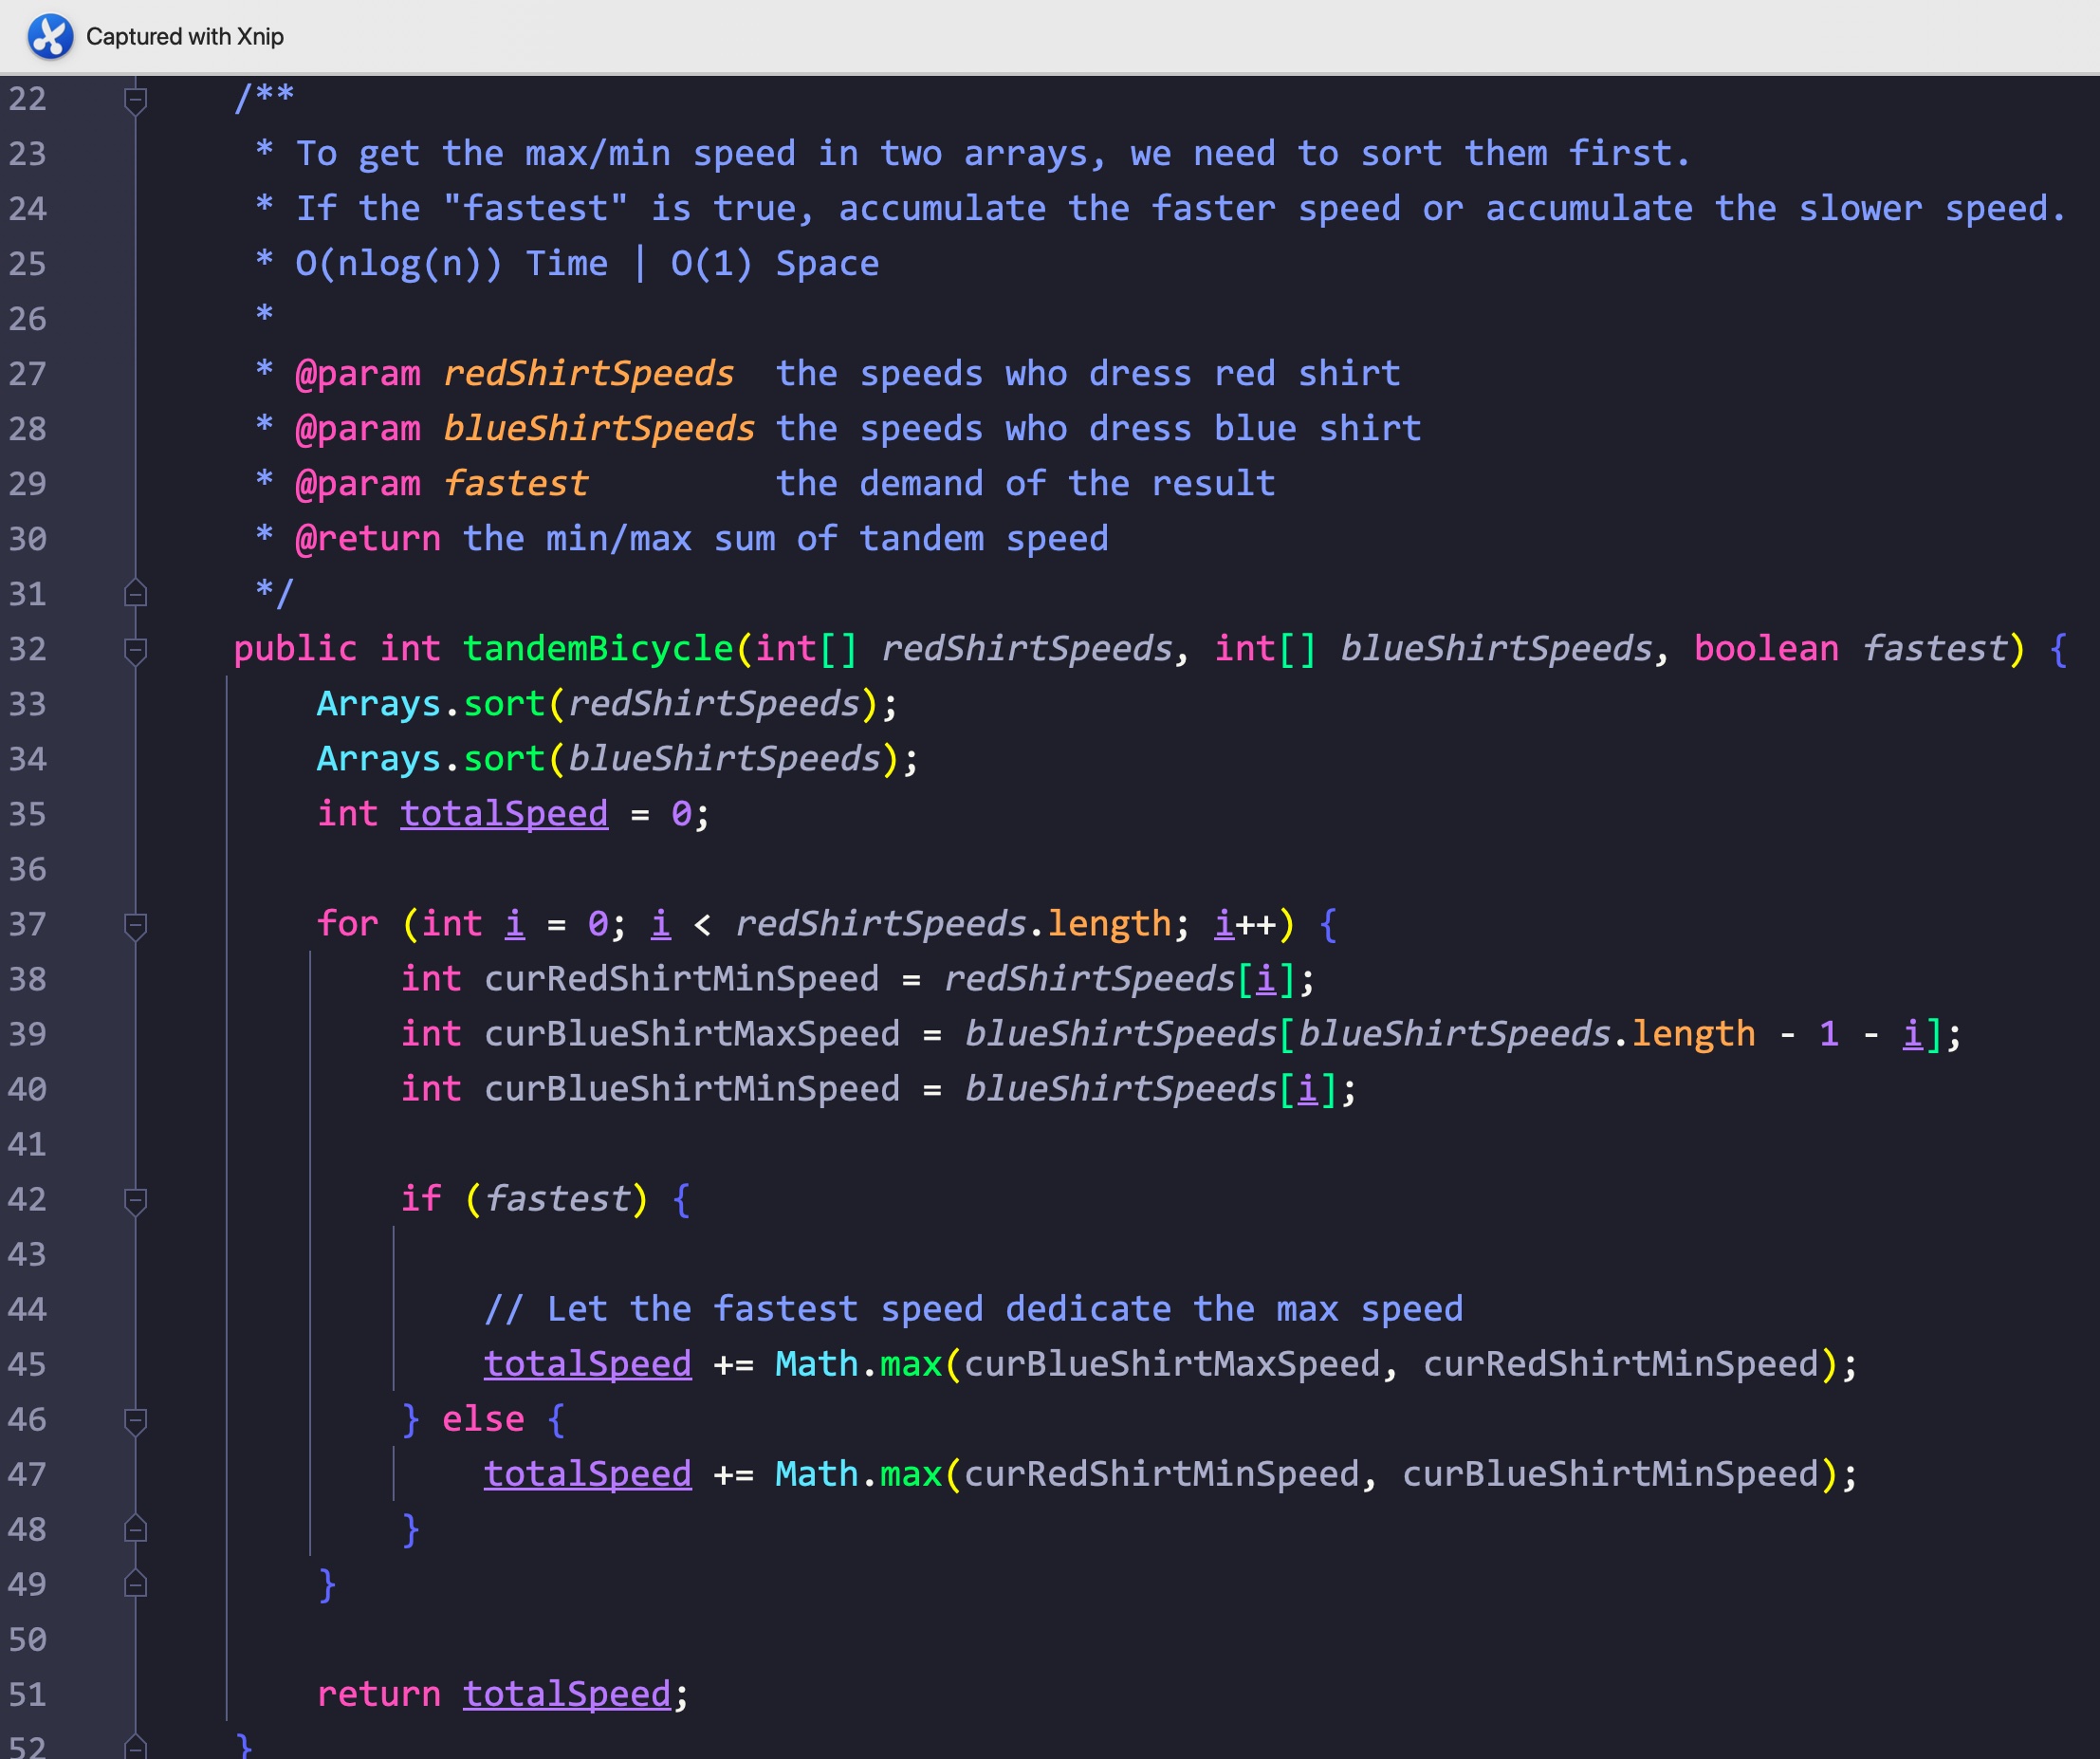 Captured with Xnip
22 /**
23 * To get the max/min speed in two arrays, we need to sort them first.
24 * If the "fastest" is true, accumulate the faster speed or accumulate the slower speed.
25 * O(nlog(n)) Time | O(1) Space
26 *
27 * @param redShirtSpeeds  the speeds who dress red shirt
28 * @param blueShirtSpeeds the speeds who dress blue shirt
29 * @param fastest         the demand of the result
30 * @return the min/max sum of tandem speed
31 */
32 public int tandemBicycle(int[] redShirtSpeeds, int[] blueShirtSpeeds, boolean fastest) {
33     Arrays.sort(redShirtSpeeds);
34     Arrays.sort(blueShirtSpeeds);
35     int totalSpeed = 0;
36
37     for (int i = 0; i < redShirtSpeeds.length; i++) {
38         int curRedShirtMinSpeed = redShirtSpeeds[i];
39         int curBlueShirtMaxSpeed = blueShirtSpeeds[blueShirtSpeeds.length - 1 - i];
40         int curBlueShirtMinSpeed = blueShirtSpeeds[i];
41
42         if (fastest) {
43
44             // Let the fastest speed dedicate the max speed
45             totalSpeed += Math.max(curBlueShirtMaxSpeed, curRedShirtMinSpeed);
46         } else {
47             totalSpeed += Math.max(curRedShirtMinSpeed, curBlueShirtMinSpeed);
48         }
49     }
50
51     return totalSpeed;
52 }